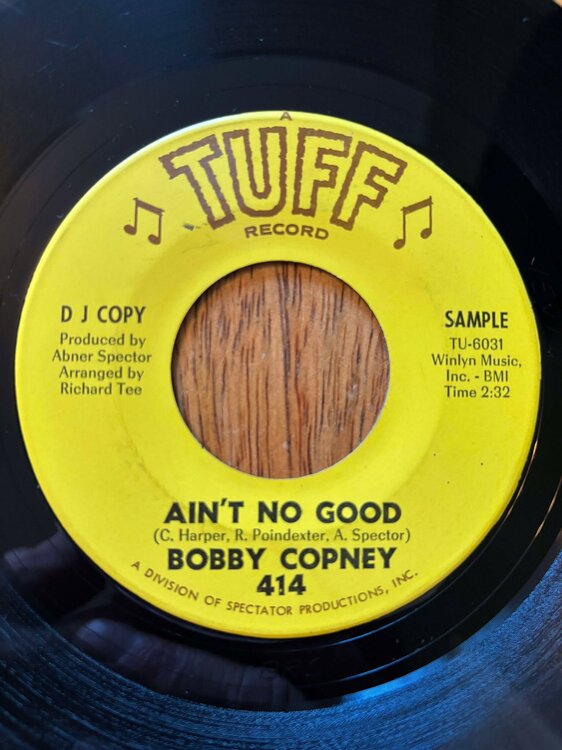 A
TUFF
RECORD
D J COPY
Produced by
Abner Spector
Arranged by
Richard Tee
SAMPLE
TU-6031
Winlyn Music,
Inc. - BMI
Time 2:32
AIN'T NO GOOD
(C. Harper, R. Poindexter, A. Spector)
BOBBY COPNEY
414
A DIVISION OF SPECTATOR PRODUCTIONS, INC.